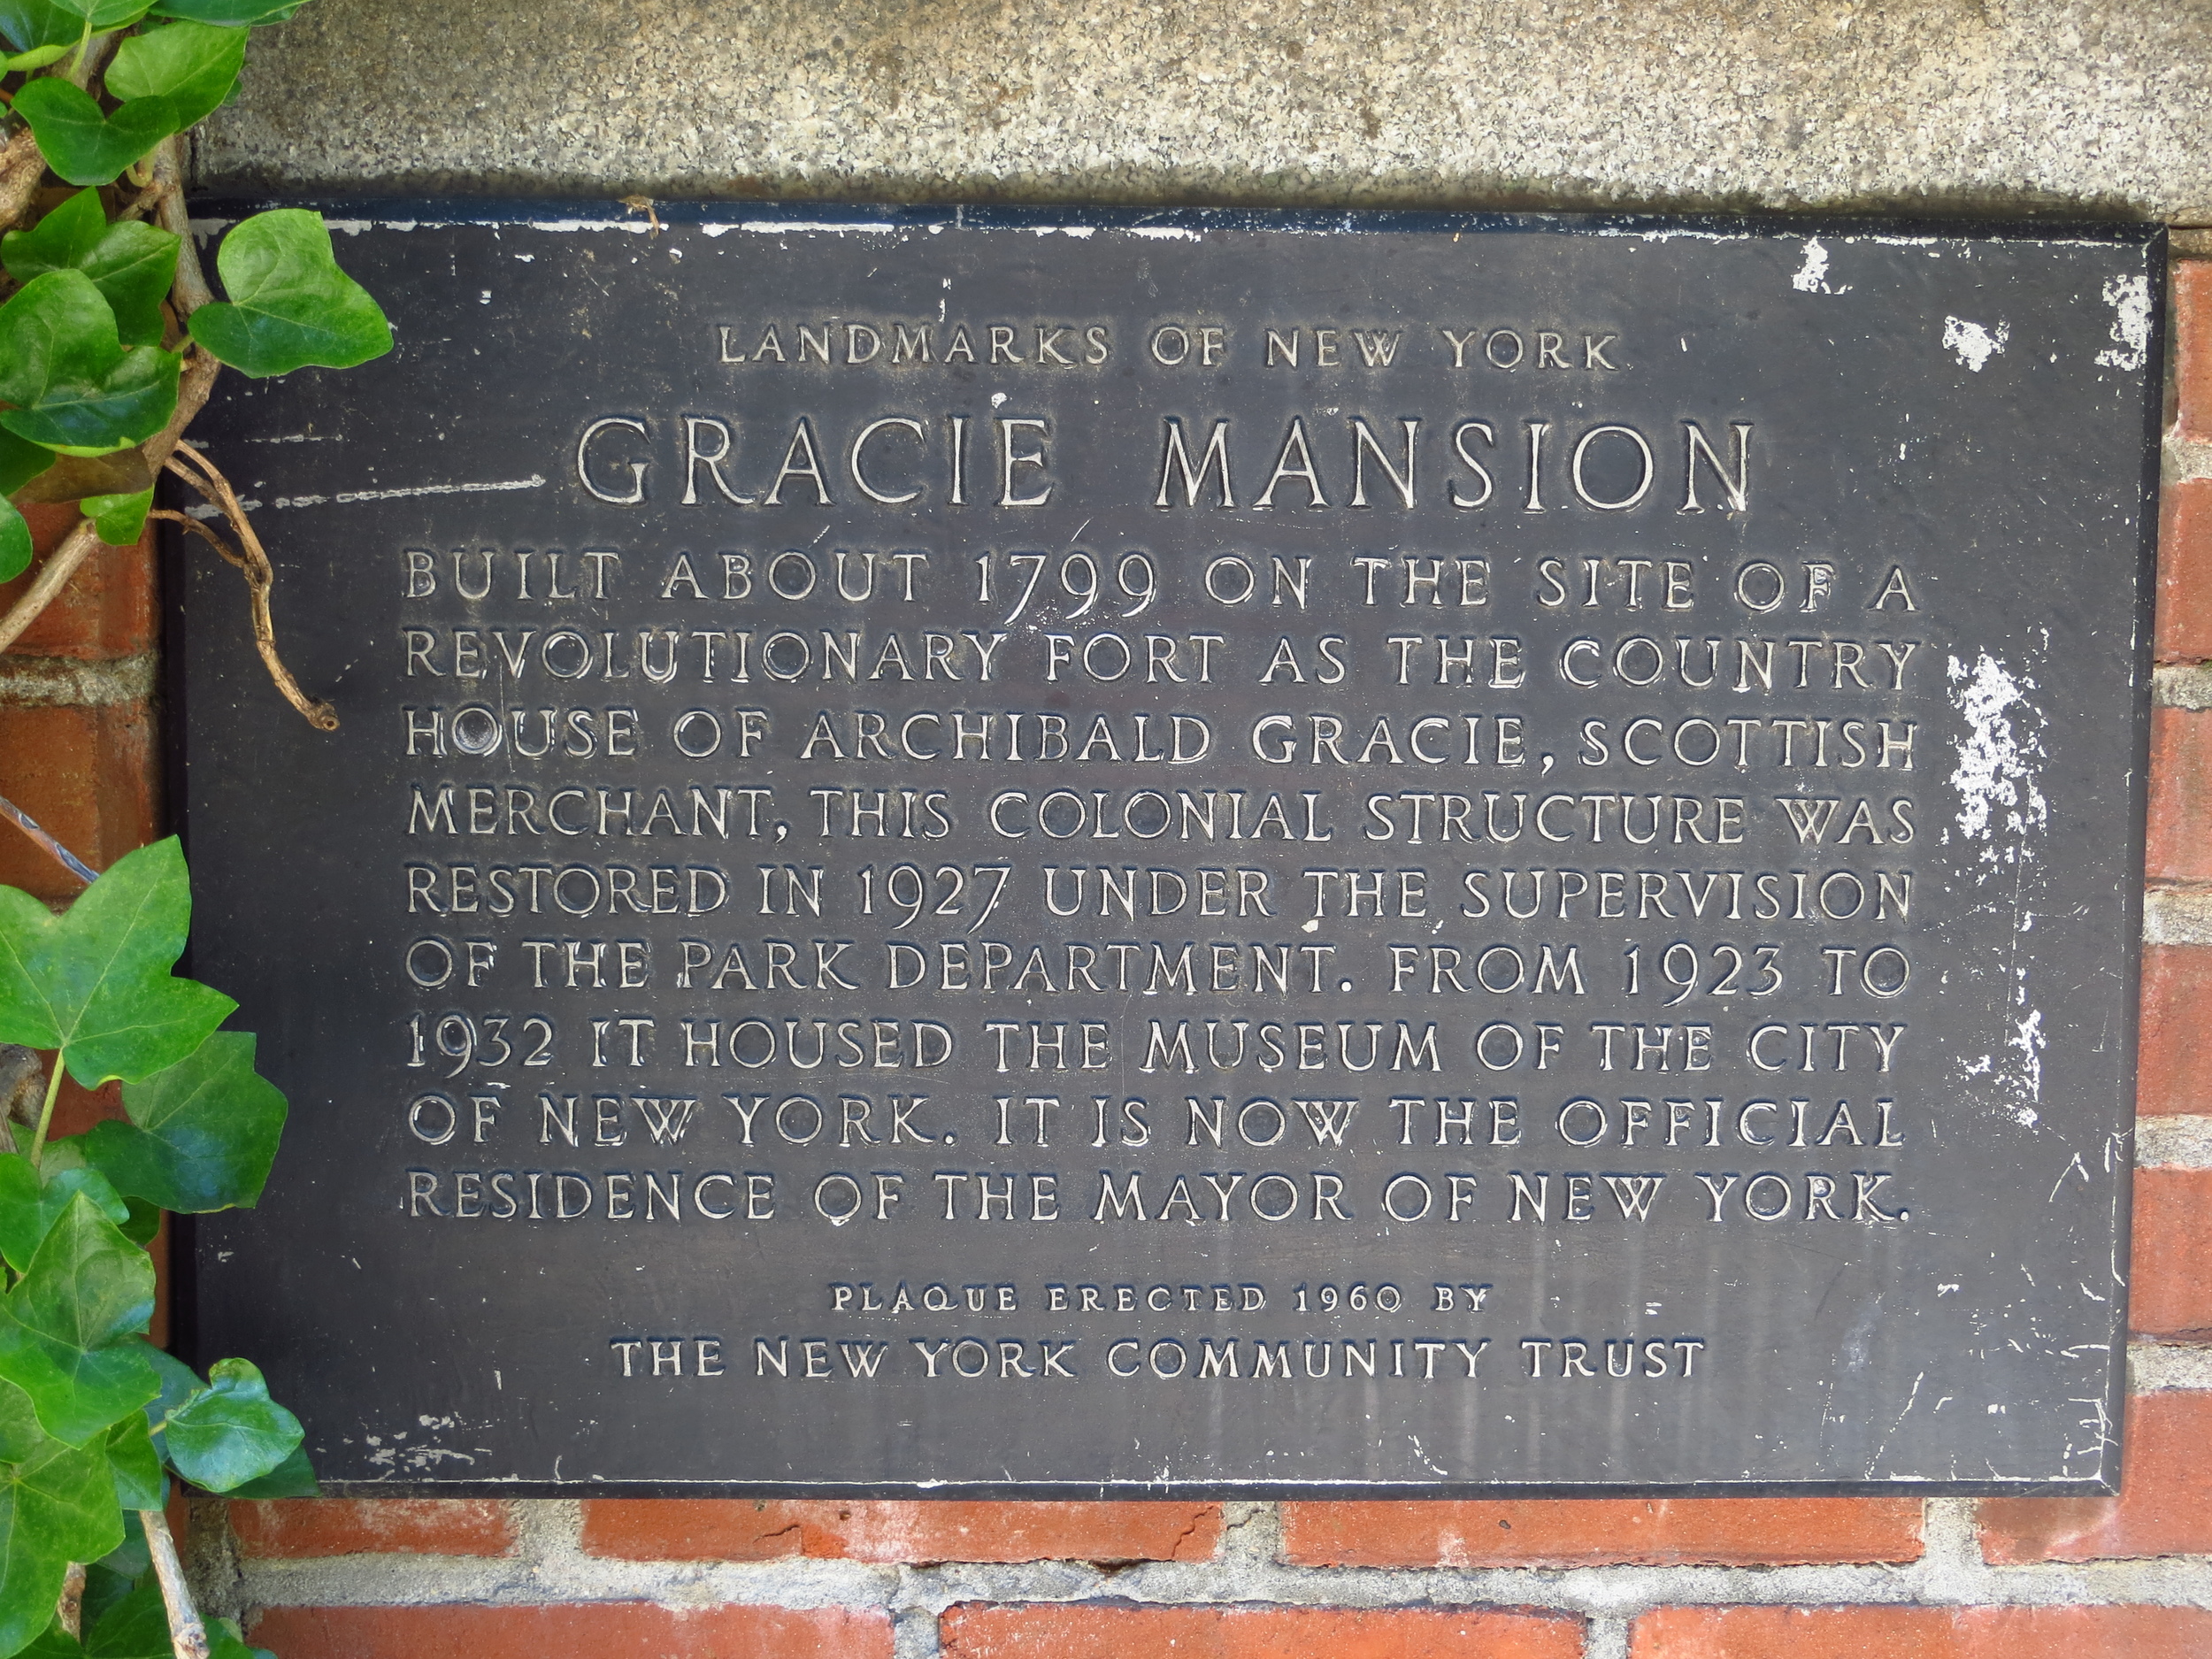 LANDMARKS OF NEW YORK
GRACIE MANSION
BUILT ABOUT 1799 ON THE SITE OF A
REVOLUTIONARY FORT AS THE COUNTRY
HOUSE OF ARCHIBALD GRACIE, SCOTTISH
MERCHANT, THIS COLONIAL STRUCTURE WAS
RESTORED IN 1927 UNDER THE SUPERVISION
OF THE PARK DEPARTMENT. FROM 1923 TO
1932 IT HOUSED THE MUSEUM OF THE CITY
OF NEW YORK. IT IS NOW THE OFFICIAL
RESIDENCE OF THE MAYOR OF NEW YORK.
PLAQUE ERECTED 1960 BY
THE NEW YORK COMMUNITY TRUST